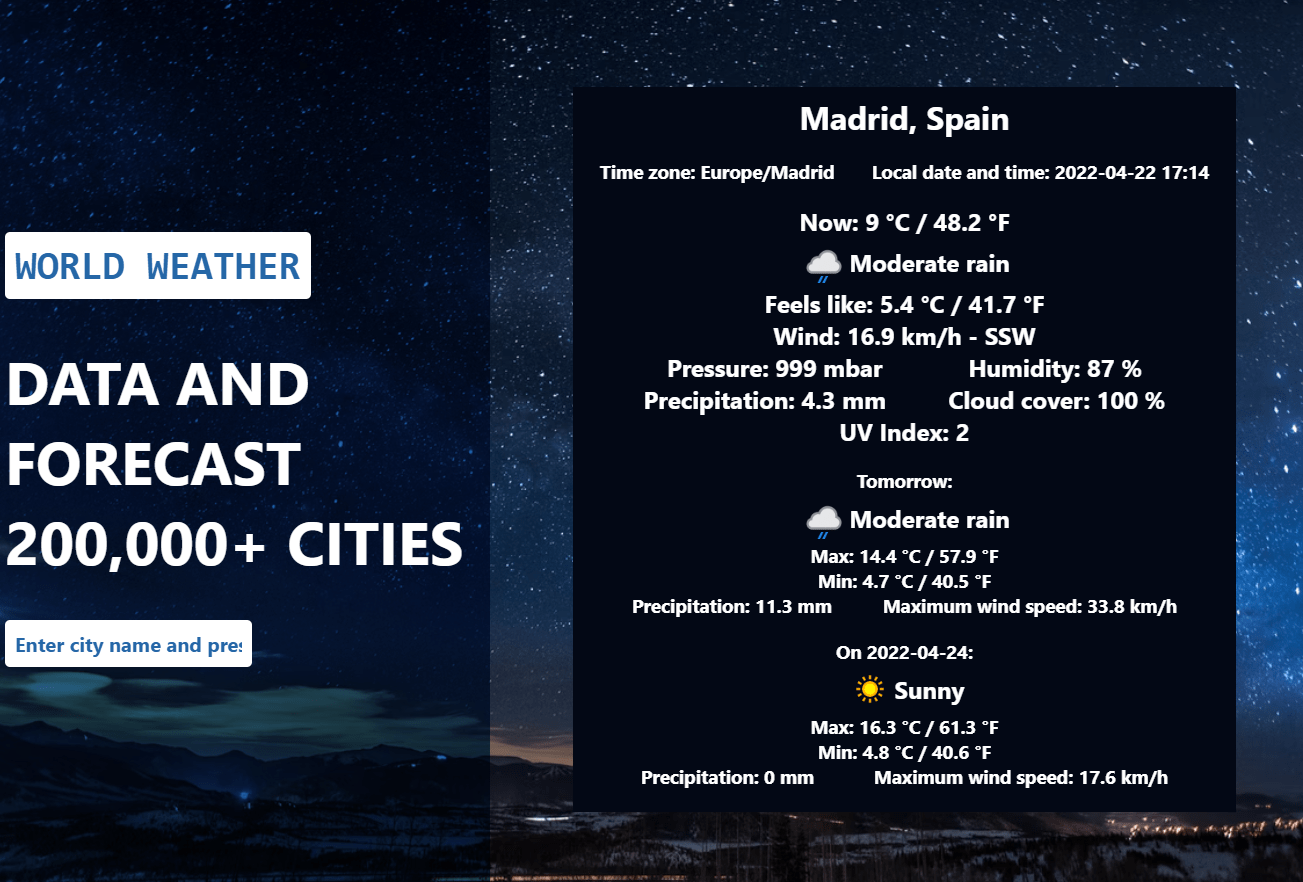 WORLD WEATHER
DATA AND
FORECAST
200,000+ CITIES
Enter city name and pres
Madrid, Spain
Time zone: Europe/Madrid Local date and time: 2022-04-22 17:14
Now: 9 °C / 48.2 °F
Moderate rain
Feels like: 5.4 °C / 41.7 °F
Wind: 16.9 km/h - SSW
Pressure: 999 mbar Humidity: 87 %
Precipitation: 4.3 mm Cloud cover: 100 %
UV Index: 2
Tomorrow:
Moderate rain
Max: 14.4 °C / 57.9 °F
Min: 4.7 °C / 40.5 °F
Precipitation: 11.3 mm Maximum wind speed: 33.8 km/h
On 2022-04-24:
Sunny
Max: 16.3 °C / 61.3 °F
Min: 4.8 °C / 40.6 °F
Precipitation: 0 mm Maximum wind speed: 17.6 km/h